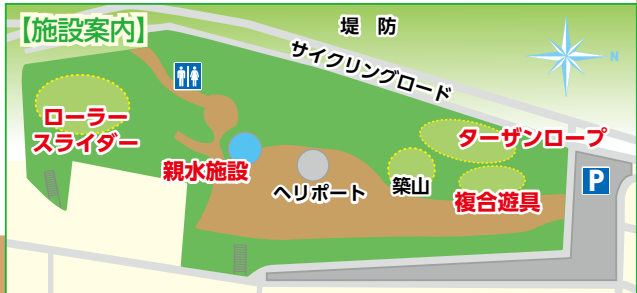 【施設案内】
堤 防
サイクリングロード
N
ローラー
スライダー
ターザンロープ
親水施設
ヘリポート
築山
複合遊具
P